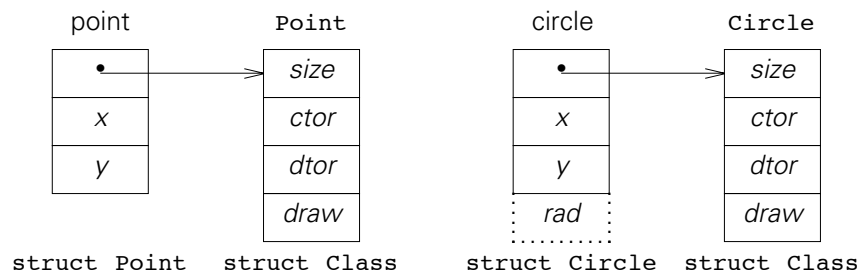 point Point circle Circle
size size
x ctor x ctor
y dtor y dtor
draw rad draw
struct Point struct Class struct Circle struct Class